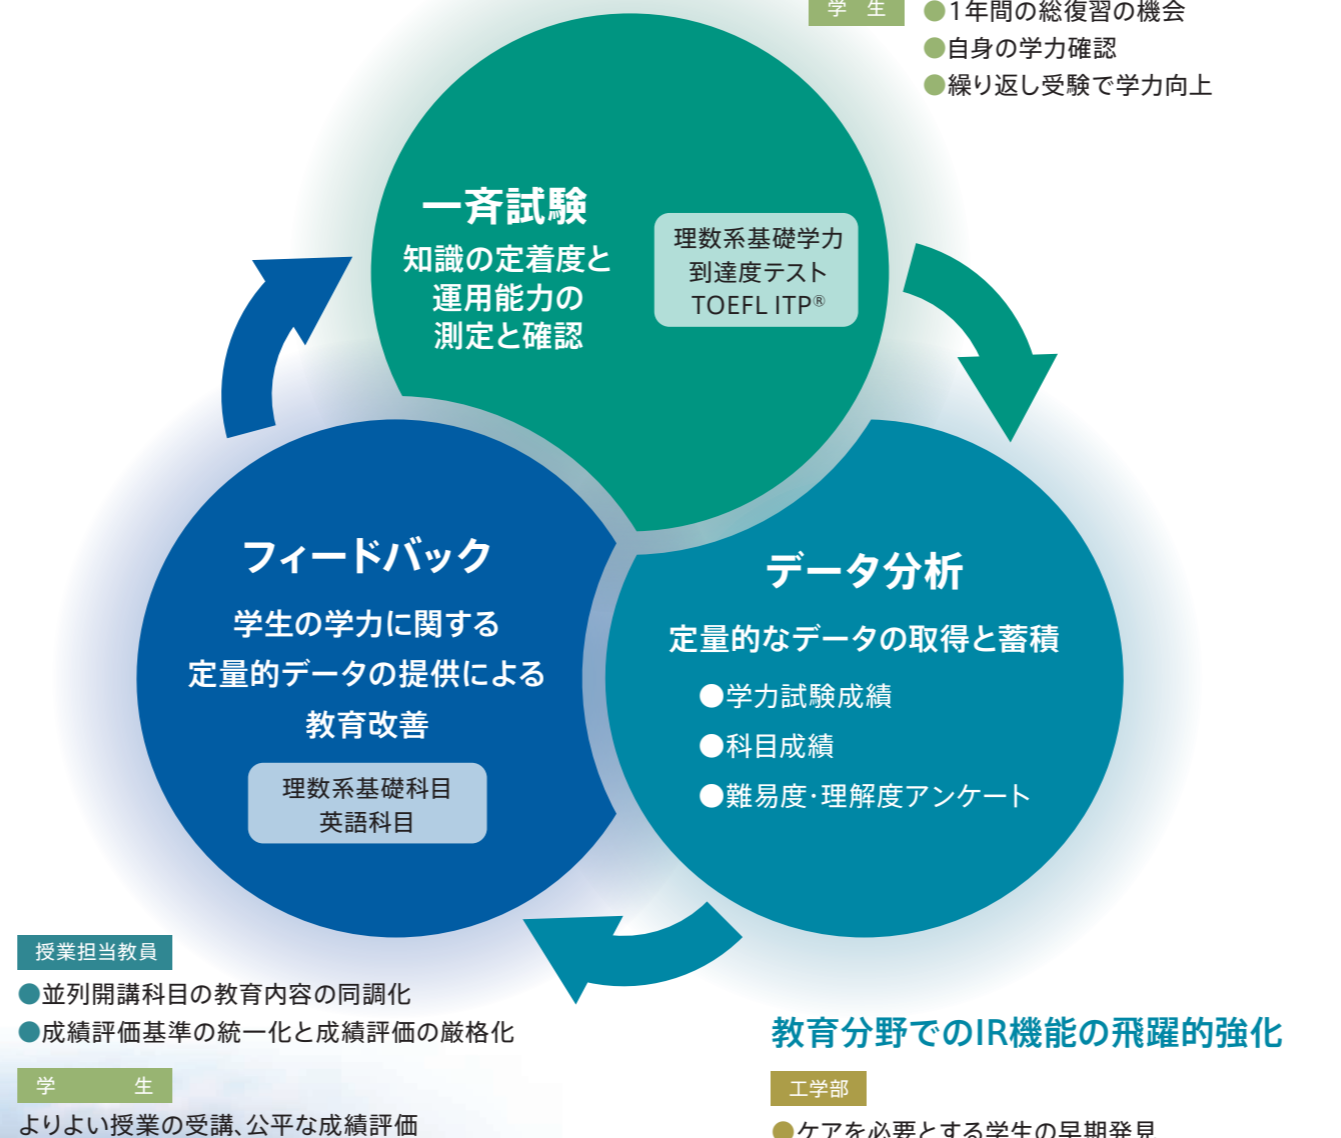 学 生
●1年間の総復習の機会
●自身の学力確認
●繰り返し受験で学力向上
一斉試験
知識の定着度と
運用能力の
測定と確認
理数系基礎学力
到達度テスト
TOEFL ITP®
データ分析
定量的なデータの取得と蓄積
●学力試験成績
●科目成績
●難易度·理解度アンケート
フィードバック
学生の学力に関する
定量的データの提供による
教育改善
理数系基礎科目
英語科目
授業担当教員
●並列開講科目の教育内容の同調化
●成績評価基準の統一化と成績評価の厳格化
学 生
よりよい授業の受講、公平な成績評価
教育分野でのIR機能の飛躍的強化
工学部
●ケアを必要とする学生の早期発見